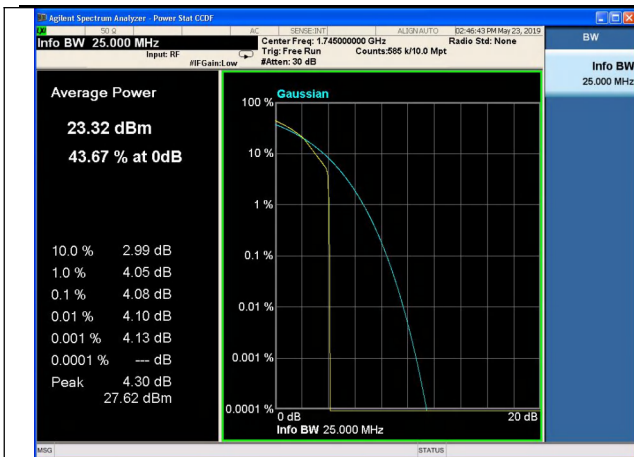 Agilent Spectrum Analyzer - Power Stat CCDF
50 Ω AC SENSE:INT ALIGN AUTO 02:46:43 PM May 23, 2019
Info BW 25.000 MHz
Center Freq: 1.745000000 GHz Radio Std: None
Input: RF Trig: Free Run Counts:585 k/10.0 Mpt
#IFGain:Low #Atten: 30 dB
BW
Info BW
25.000 MHz
Average Power
23.32 dBm
43.67 % at 0dB
10.0 % 2.99 dB
1.0 % 4.05 dB
0.1 % 4.08 dB
0.01 % 4.10 dB
0.001 % 4.13 dB
0.0001 % --- dB
Peak 4.30 dB
27.62 dBm
Gaussian
100 %
10 %
1 %
0.1 %
0.01 %
0.001 %
0.0001 %
0 dB 20 dB
Info BW 25.000 MHz
MSG STATUS